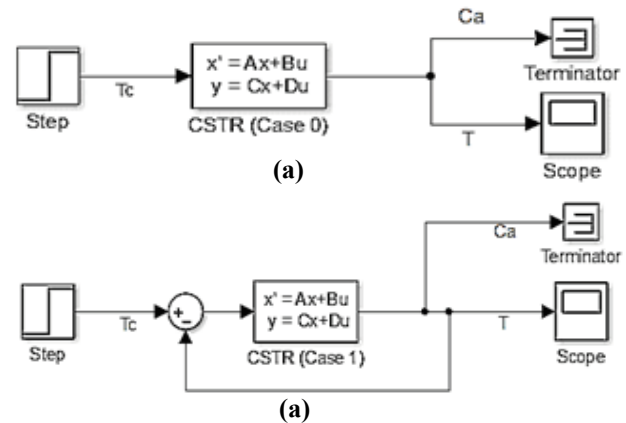 Ca
x' = Ax+Bu
y = Cx+Du
Terminator
Tc
Step
CSTR (Case 0)
T
Scope
(a)
Ca
Terminator
x' = Ax+Bu
y = Cx+Du
+
-
Tc
T
Step
CSTR (Case 1)
Scope
(a)